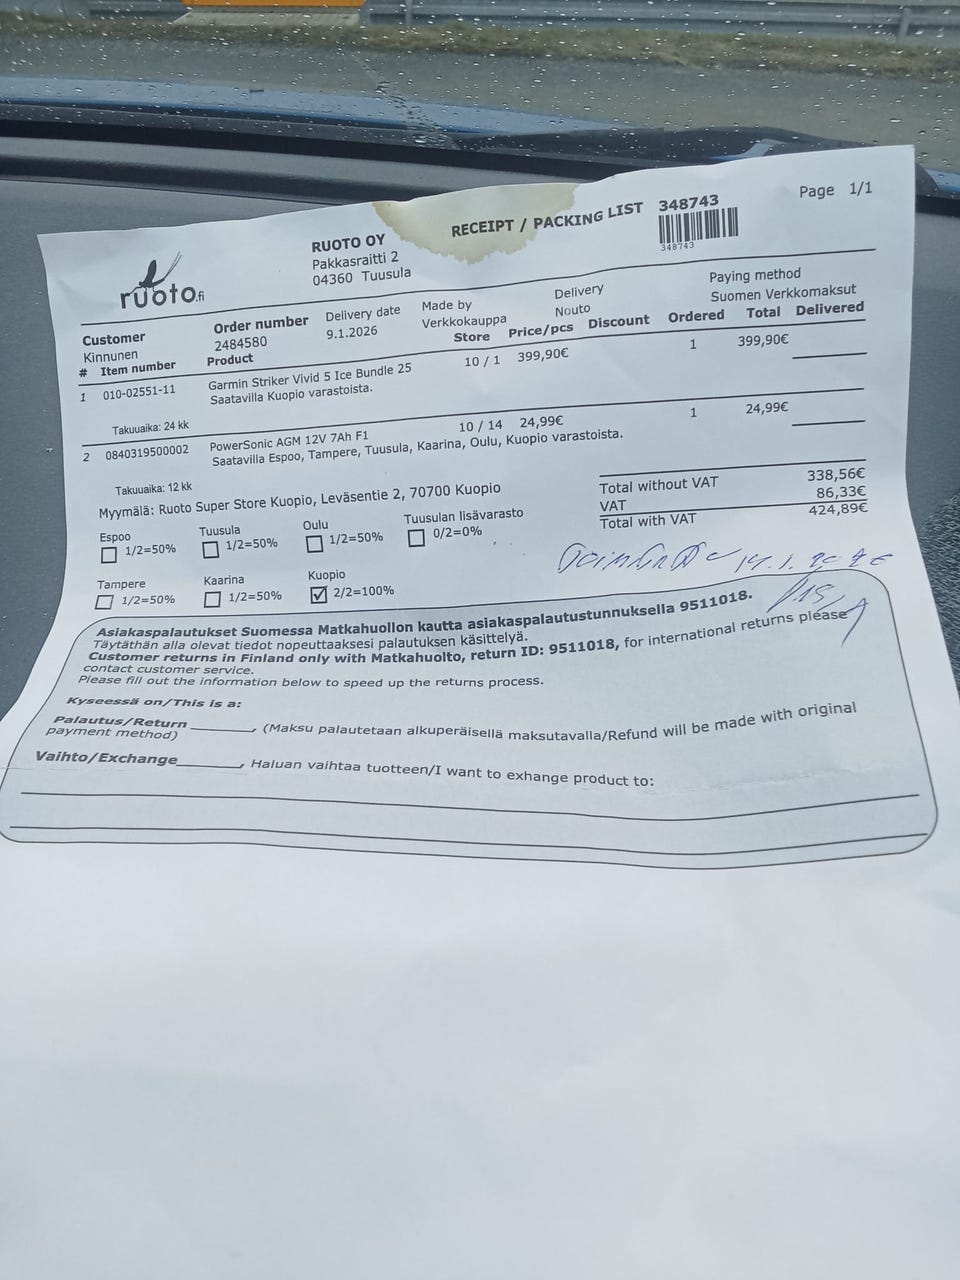 Page 1/1
RECEIPT / PACKING LIST 348743
348743
ruoto.fi
RUOTO OY
Pakkasraitti 2
04360 Tuusula
Customer
Kinnunen
Order number
2484580
Delivery date
9.1.2026
Made by
Verkkokauppa
Delivery
Nouto
Paying method
Suomen Verkkomaksut
# Item number Product Store Price/pcs Discount Ordered Total Delivered
1 010-02551-11 Garmin Striker Vivid 5 Ice Bundle 25 10 / 1 399,90€ 1 399,90€
Saatavilla Kuopio varastoista.
Takuuaika: 24 kk
2 0840319500002 PowerSonic AGM 12V 7Ah F1 10 / 14 24,99€ 1 24,99€
Saatavilla Espoo, Tampere, Tuusula, Kaarina, Oulu, Kuopio varastoista.
Takuuaika: 12 kk
Myymälä: Ruoto Super Store Kuopio, Leväsentie 2, 70700 Kuopio
Total without VAT 338,56€
VAT 86,33€
Total with VAT 424,89€
Espoo 1/2=50%
Tuusula 1/2=50%
Oulu 1/2=50%
Tuusulan lisävarasto 0/2=0%
Tampere 1/2=50%
Kaarina 1/2=50%
Kuopio 2/2=100%
Asiakaspalautukset Suomessa Matkahuollon kautta asiakaspalautustunnuksella 9511018.
Täytäthän alla olevat tiedot nopeuttaaksesi palautuksen käsittelyä.
Customer returns in Finland only with Matkahuolto, return ID: 9511018, for international returns please
contact customer service.
Please fill out the information below to speed up the returns process.
Kyseessä on/This is a:
Palautus/Return ________, (Maksu palautetaan alkuperäisellä maksutavalla/Refund will be made with original
payment method)
Vaihto/Exchange________, Haluan vaihtaa tuotteen/I want to exhange product to: